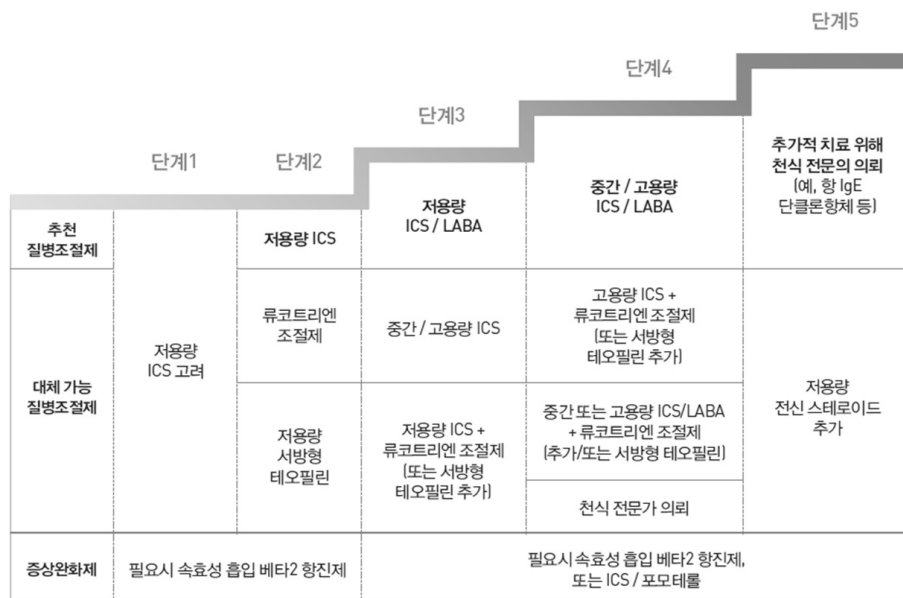 단계5
단계4
단계3
단계1
단계2
추가적 치료 위해
천식 전문의 의뢰
(예, 항 IgE
단클론항체 등)
중간 / 고용량
ICS / LABA
저용량
ICS / LABA
추천
질병조절제
저용량 ICS
류코트리엔
조절제
중간 / 고용량 ICS
고용량 ICS +
류코트리엔 조절제
(또는 서방형
테오필린 추가)
저용량
ICS 고려
대체 가능
질병조절제
저용량
전신 스테로이드
추가
저용량
서방형
테오필린
저용량 ICS +
류코트리엔 조절제
(또는 서방형
테오필린 추가)
중간 또는 고용량 ICS/LABA
+ 류코트리엔 조절제
(추가/또는 서방형 테오필린)
천식 전문가 의뢰
증상완화제
필요시 속효성 흡입 베타2 항진제
필요시 속효성 흡입 베타2 항진제,
또는 ICS / 포모테롤